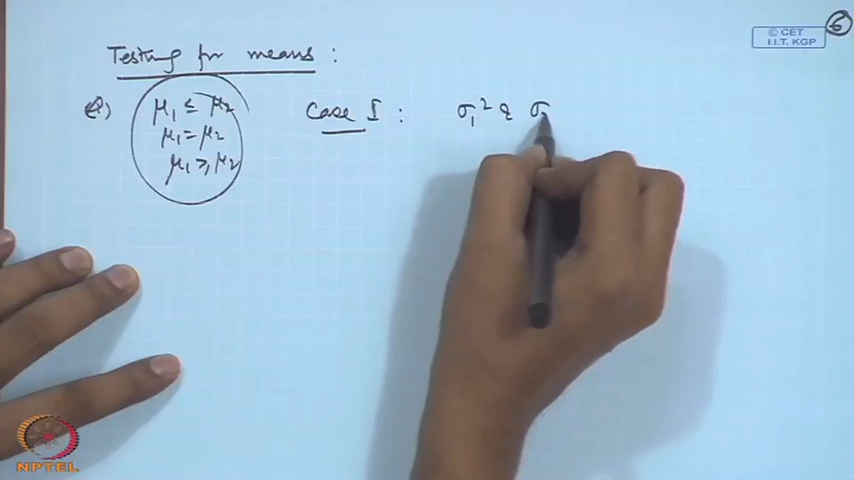 Testing for means :
μ₁ ≤ μ₂ Case I : σ₁² & σ
μ₁ = μ₂
μ₁ ≥ μ₂
© CET
I.I.T. KGP
6
NPTEL